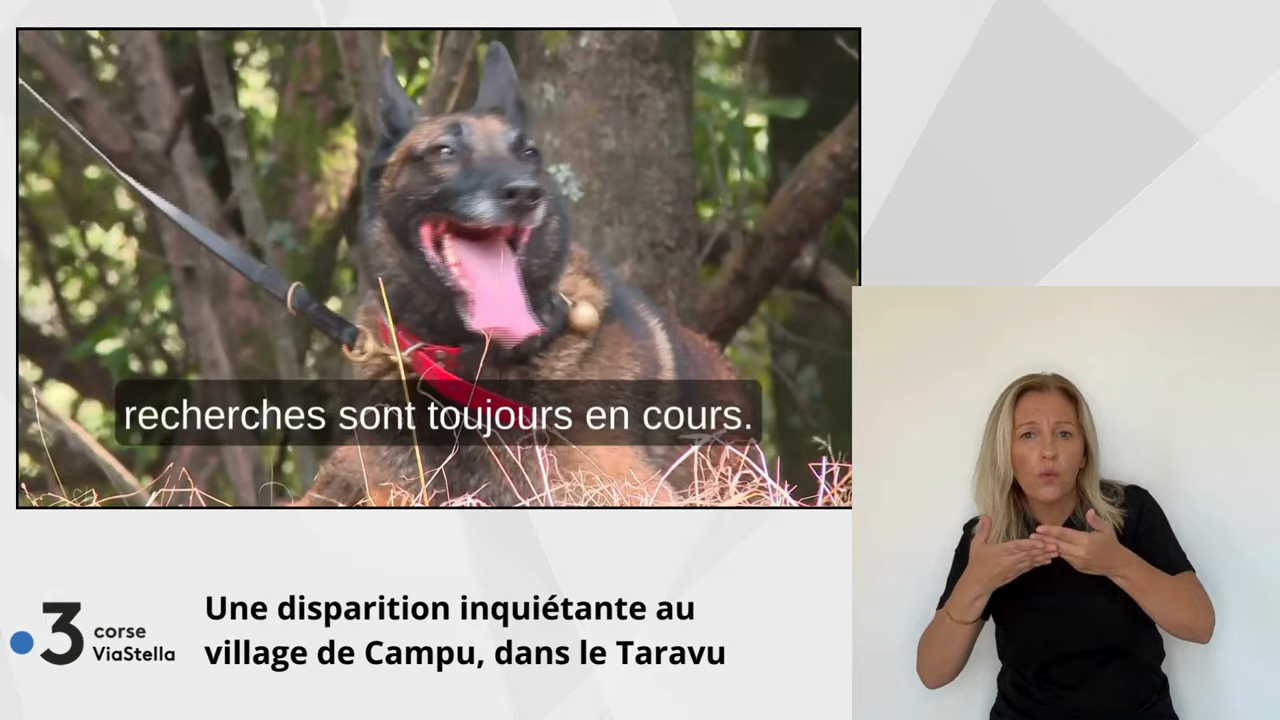 recherches sont toujours en cours.
3
corse
ViaStella
Une disparition inquiétante au
village de Campu, dans le Taravu